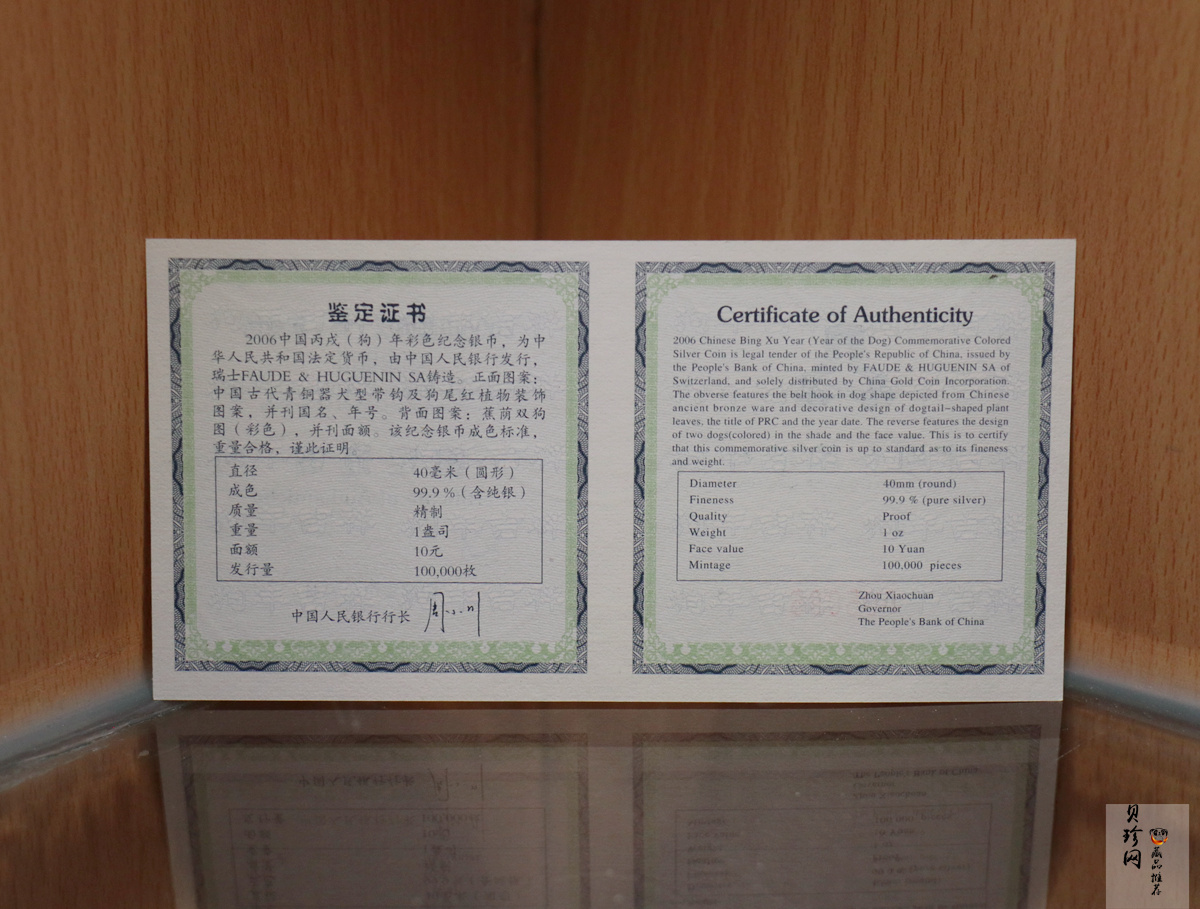 鉴定证书
2006中国丙戌（狗）年彩色纪念银币，为中
华人民共和国法定货币，由中国人民银行发行，
瑞士FAUDE & HUGUENIN SA铸造。正面图案：
中国古代青铜器犬型带钩及狗尾红植物装饰
图案，并刊国名、年号。背面图案：蕉荫双狗
图（彩色），并刊面额。该纪念银币成色标准，
重量合格，谨此证明。
直径 40毫米（圆形）
成色 99.9％（含纯银）
质量 精制
重量 1盎司
面额 10元
发行量 100,000枚
中国人民银行行长 周小川
Certificate of Authenticity
2006 Chinese Bing Xu Year (Year of the Dog) Commemorative Colored
Silver Coin is legal tender of the People's Republic of China, issued by
the People's Bank of China, minted by FAUDE & HUGUENIN SA of
Switzerland, and solely distributed by China Gold Coin Incorporation.
The obverse features the belt hook in dog shape depicted from Chinese
ancient bronze ware and decorative design of dogtail-shaped plant
leaves, the title of PRC and the year date. The reverse features the design
of two dogs(colored) in the shade and the face value. This is to certify
that this commemorative silver coin is up to standard as to its fineness
and weight.
Diameter 40mm (round)
Fineness 99.9 % (pure silver)
Quality Proof
Weight 1 oz
Face value 10 Yuan
Mintage 100,000 pieces
Zhou Xiaochuan
Governor
The People's Bank of China
贝珍网
藏品推荐